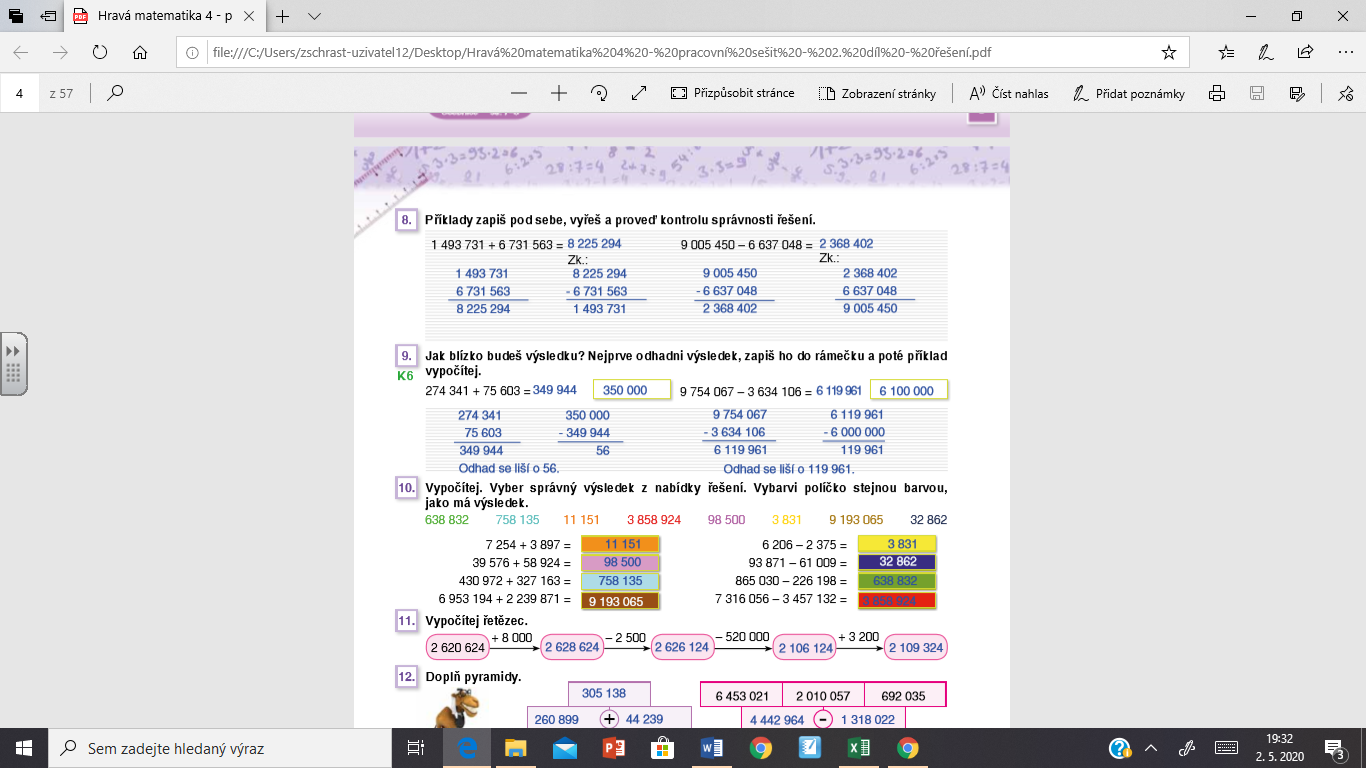 Hravá matematika 4 - p
file:///C:/Users/zschrast-uzivatel12/Desktop/Hravá%20matematika%204%20-%20pracovní%20sešit%20-%202.%20díl%20-%20řešení.pdf
4 z 57 Přizpůsobit stránce Zobrazení stránky Číst nahlas Přidat poznámky
8. Příklady zapiš pod sebe, vyřeš a proveď kontrolu správnosti řešení.
1 493 731 + 6 731 563 = 8 225 294 9 005 450 – 6 637 048 = 2 368 402
Zk.: Zk.:
1 493 731 8 225 294 9 005 450 2 368 402
6 731 563 - 6 731 563 - 6 637 048 6 637 048
8 225 294 1 493 731 2 368 402 9 005 450
9. Jak blízko budeš výsledku? Nejprve odhadni výsledek, zapiš ho do rámečku a poté příklad
K6 vypočítej.
274 341 + 75 603 = 349 944 350 000 9 754 067 – 3 634 106 = 6 119 961 6 100 000
274 341 350 000 9 754 067 6 119 961
75 603 - 349 944 - 3 634 106 - 6 000 000
349 944 56 6 119 961 119 961
Odhad se liší o 56. Odhad se liší o 119 961.
10. Vypočítej. Vyber správný výsledek z nabídky řešení. Vybarvi políčko stejnou barvou,
jako má výsledek.
638 832 758 135 11 151 3 858 924 98 500 3 831 9 193 065 32 862
7 254 + 3 897 = 11 151 6 206 – 2 375 = 3 831
39 576 + 58 924 = 98 500 93 871 – 61 009 = 32 862
430 972 + 327 163 = 758 135 865 030 – 226 198 = 638 832
6 953 194 + 2 239 871 = 9 193 065 7 316 056 – 3 457 132 = 3 858 924
11. Vypočítej řetězec.
2 620 624 + 8 000 2 628 624 – 2 500 2 626 124 – 520 000 2 106 124 + 3 200 2 109 324
12. Doplň pyramidy.
305 138 6 453 021 2 010 057 692 035
260 899 + 44 239 4 442 964 - 1 318 022
Sem zadejte hledaný výraz
19:32
2. 5. 2020
3